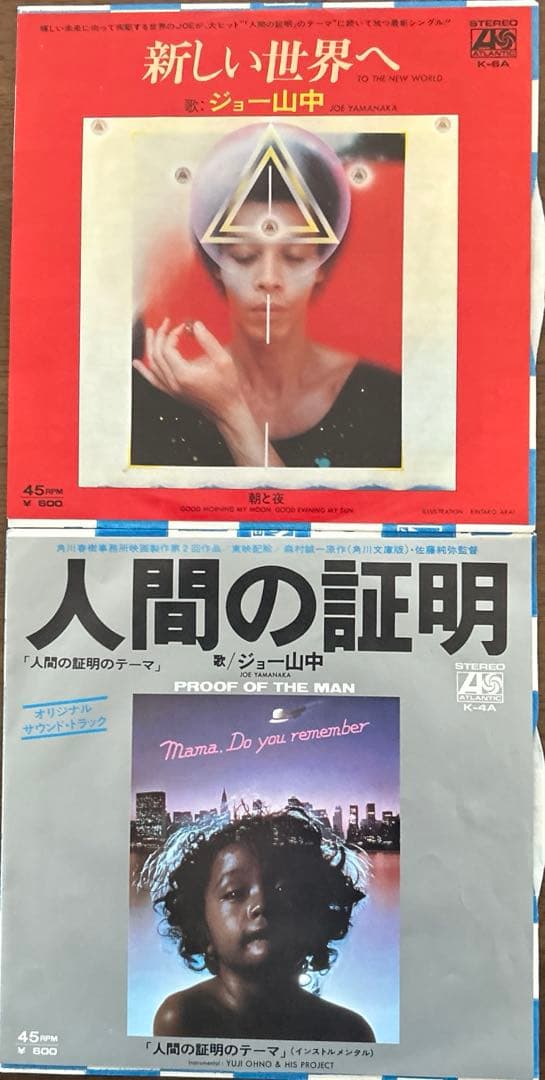 輝しい未来に向って疾駆する世界のJOEが、大ヒット"「人間の証明」のテーマ"に続いて放つ最新シングル!!
新しい世界へ
TO THE NEW WORLD
歌:ジョー山中 JOE YAMANAKA
STEREO
ATLANTIC
K-6A
45RPM
¥ 600
朝と夜
GOOD MORNING MY MOON, GOOD EVENING MY SUN
ILLUSTRATION: KINTARO ARAI
角川春樹事務所映画製作第2回作品/東映配給/森村誠一原作(角川文庫版)・佐藤純弥監督
人間の証明
「人間の証明のテーマ」
歌/ジョー山中
JOE YAMANAKA
PROOF OF THE MAN
STEREO
ATLANTIC
K-4A
オリジナル
サウンド・トラック
Mama. Do you remember
45RPM
¥ 600
「人間の証明のテーマ」(インストルメンタル)
Instrumental: YUJI OHNO & HIS PROJECT